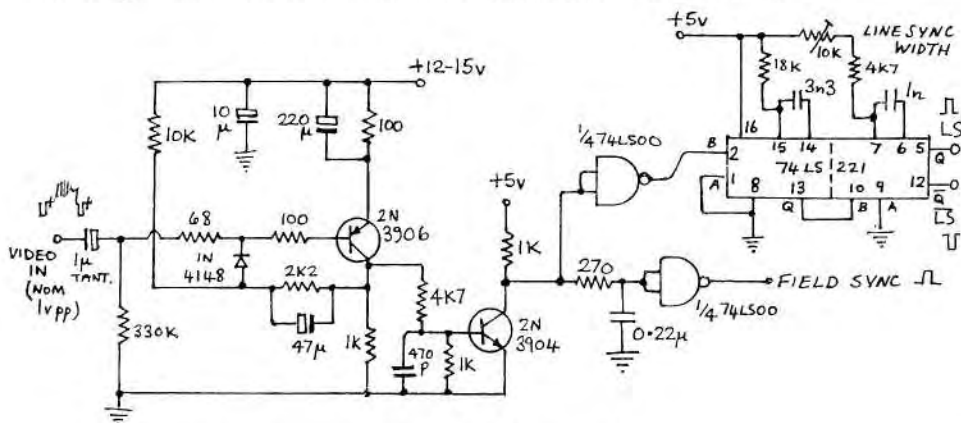 +5v
10K
LINE SYNC
WIDTH
18K
4K7
3n3
1n
+12-15v
10K
10
μ
220
μ
100
1/4 74LS00
B
16
15
14
1
7
6
5
Q
LS
2
74LS
221
A
1
8
13
10
9
12
Q
B
A
Q
LS
+5v
68
100
2N
3906
VIDEO
IN
(NOM
1vpp)
1μ
TANT.
1N
4148
2K2
47μ
330K
1K
4K7
470
P
1K
1K
2N
3904
270
0.22μ
1/4 74LS00
FIELD SYNC